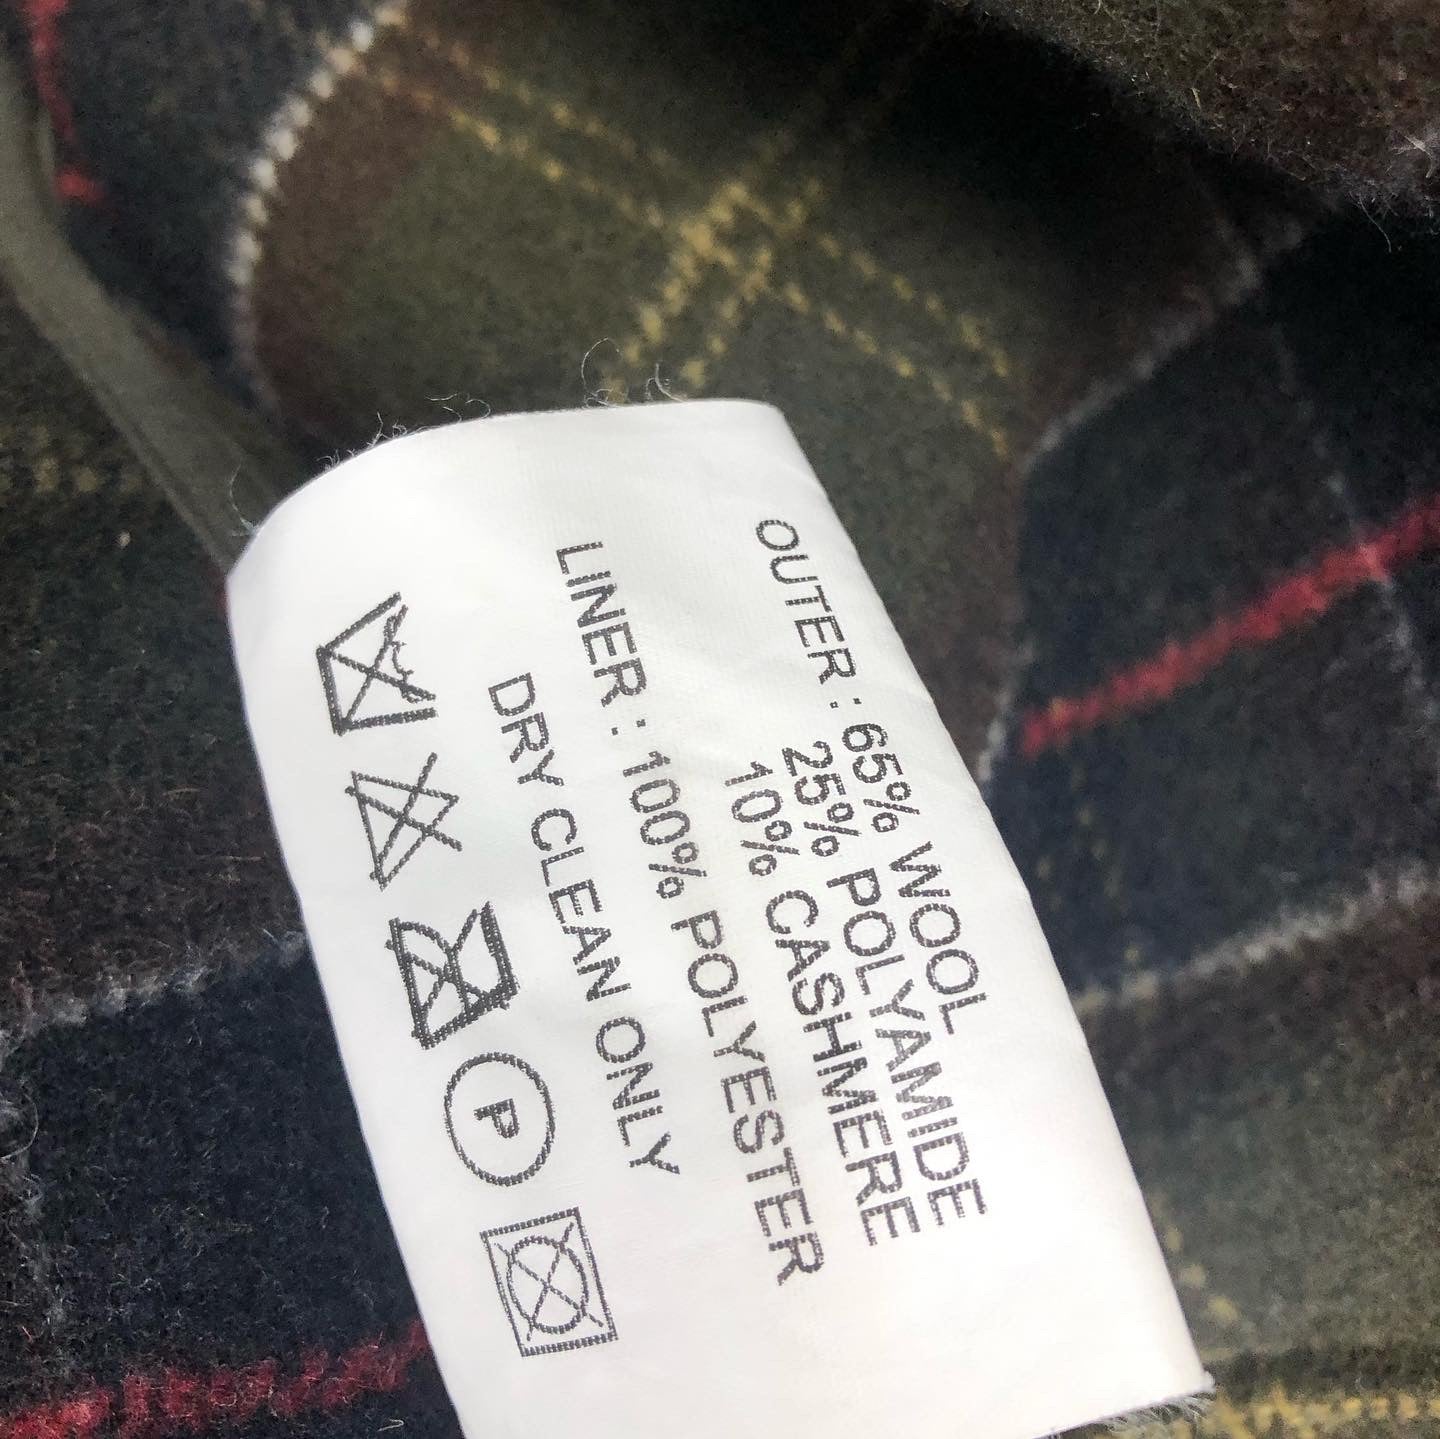 OUTER : 65% WOOL
25% POLYAMIDE
10% CASHMERE
LINER : 100% POLYESTER
DRY CLEAN ONLY
P